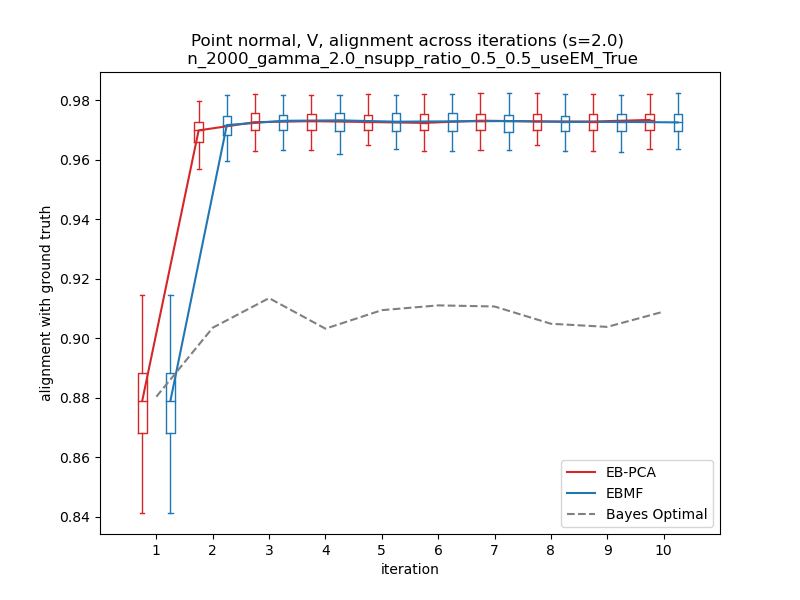 Point normal, V, alignment across iterations (s=2.0)
n_2000_gamma_2.0_nsupp_ratio_0.5_0.5_useEM_True
alignment with ground truth
0.98
0.96
0.94
0.92
0.90
0.88
0.86
0.84
EB-PCA
EBMF
Bayes Optimal
1 2 3 4 5 6 7 8 9 10
iteration